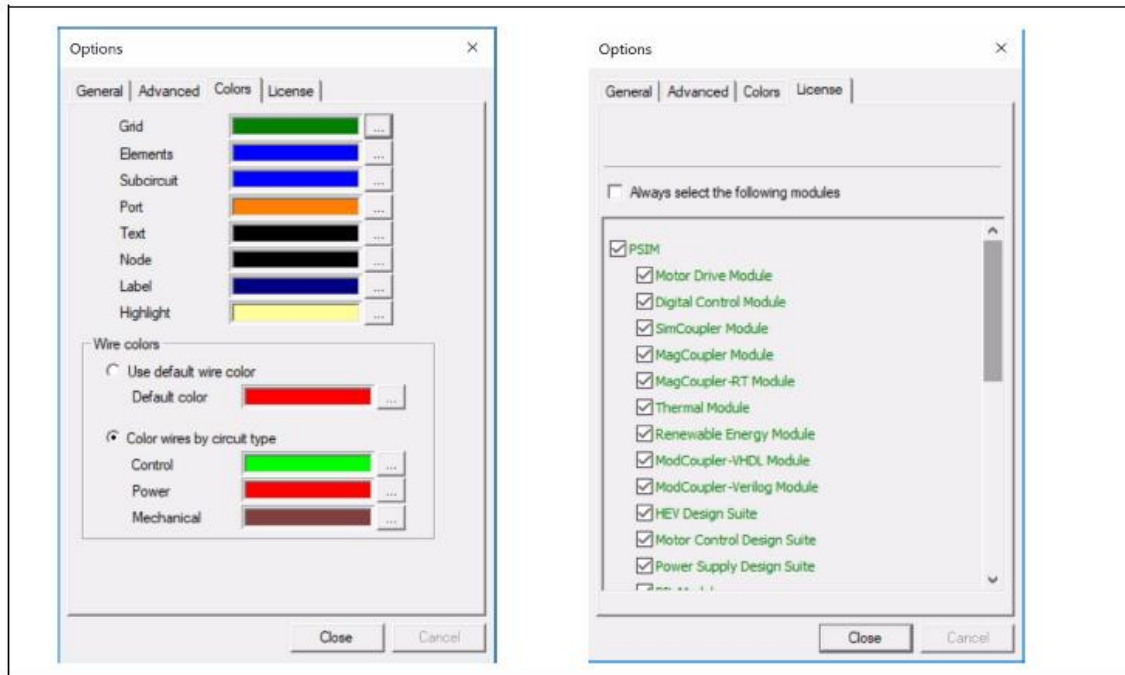 Options
General Advanced Colors License
Grid ...
Elements ...
Subcircuit ...
Port ...
Text ...
Node ...
Label ...
Highlight ...
Wire colors
Use default wire color
Default color ...
Color wires by circuit type
Control ...
Power ...
Mechanical ...
Close Cancel
Options
General Advanced Colors License
Always select the following modules
PSIM
Motor Drive Module
Digital Control Module
SimCoupler Module
MagCoupler Module
MagCoupler-RT Module
Thermal Module
Renewable Energy Module
ModCoupler-VHDL Module
ModCoupler-Verilog Module
HEV Design Suite
Motor Control Design Suite
Power Supply Design Suite
Close Cancel